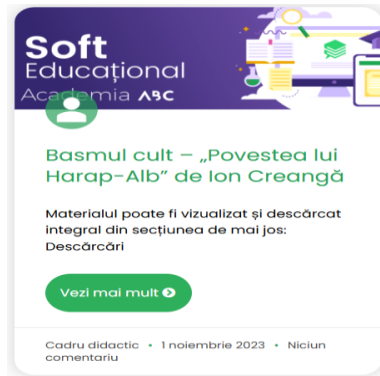 Soft
Educațional
Academia ABC
Basmul cult – „Povestea lui
Harap-Alb” de Ion Creangă
Materialul poate fi vizualizat și descărcat
integral din secțiunea de mai jos:
Descărcări
Vezi mai mult
Cadru didactic • 1 noiembrie 2023 • Niciun
comentariu